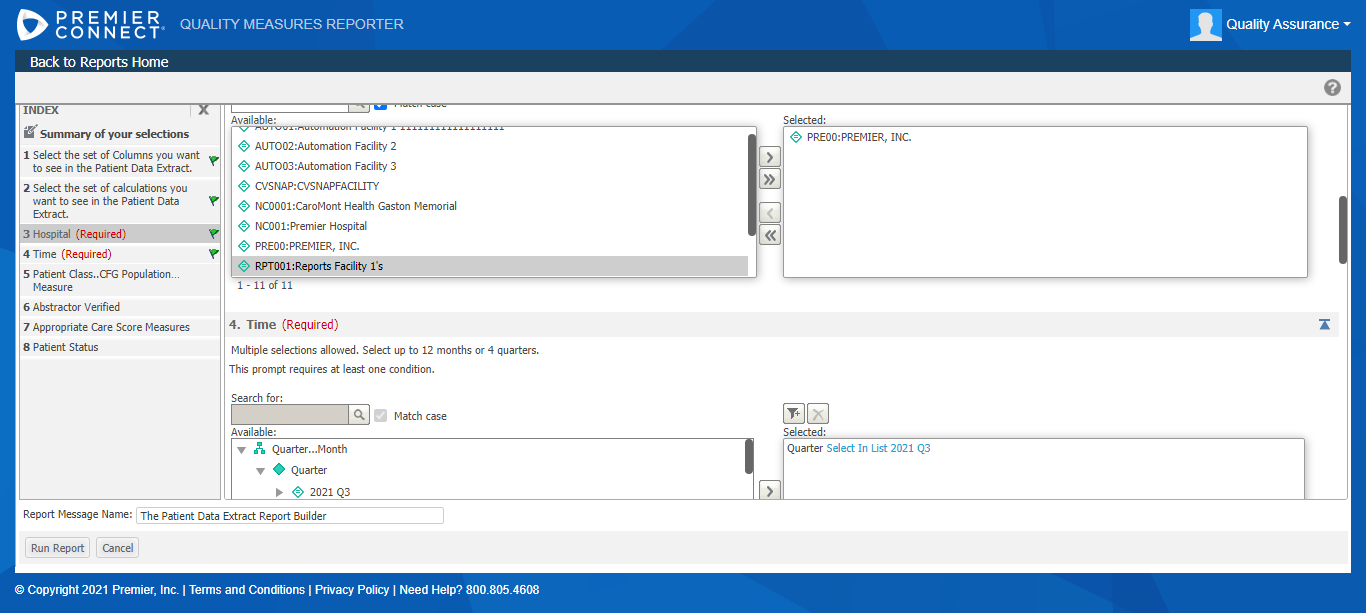 PREMIER CONNECT® QUALITY MEASURES REPORTER
Quality Assurance
Back to Reports Home
INDEX
Summary of your selections
1 Select the set of Columns you want
to see in the Patient Data Extract.
2 Select the set of calculations you
want to see in the Patient Data
Extract.
3 Hospital (Required)
4 Time (Required)
5 Patient Class..CFG Population...
Measure
6 Abstractor Verified
7 Appropriate Care Score Measures
8 Patient Status
Match case
Available:
AUTO02:Automation Facility 2
AUTO03:Automation Facility 3
CVSNAP:CVSNAPFACILITY
NC0001:CaroMont Health Gaston Memorial
NC001:Premier Hospital
PRE00:PREMIER, INC.
RPT001:Reports Facility 1's
1 - 11 of 11
Selected:
PRE00:PREMIER, INC.
4. Time (Required)
Multiple selections allowed. Select up to 12 months or 4 quarters.
This prompt requires at least one condition.
Search for:
Match case
Available:
Quarter...Month
Quarter
2021 Q3
Selected:
Quarter Select In List 2021 Q3
Report Message Name: The Patient Data Extract Report Builder
Run Report Cancel
© Copyright 2021 Premier, Inc. | Terms and Conditions | Privacy Policy | Need Help? 800.805.4608